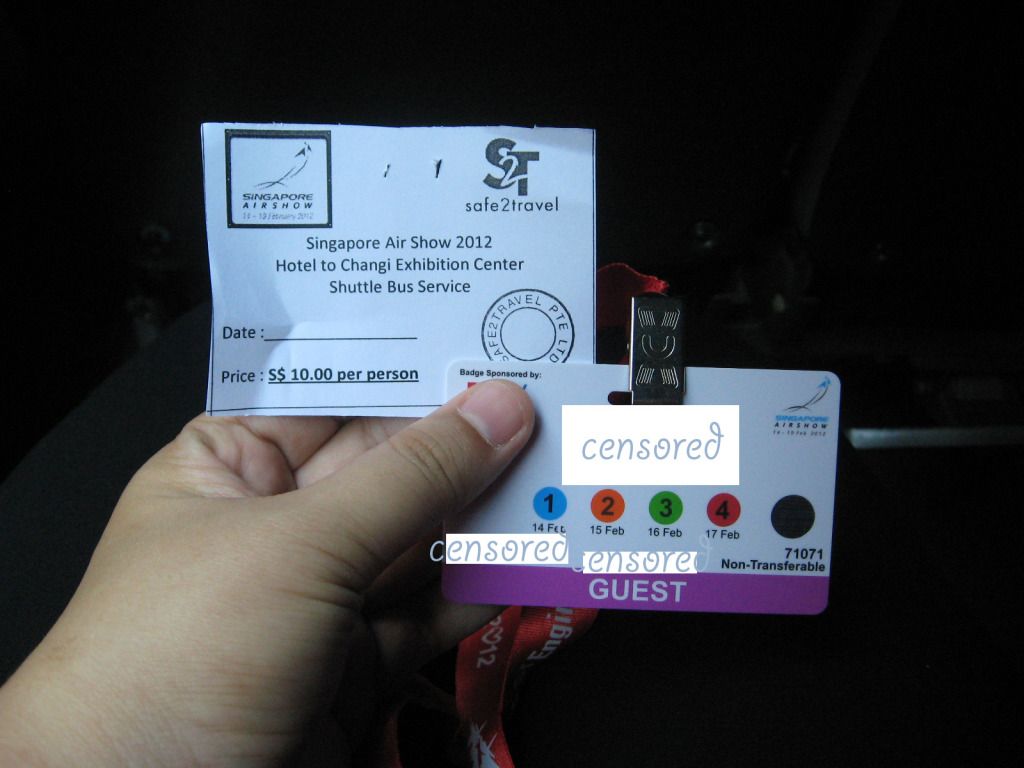 SINGAPORE
AIRSHOW
14 - 19 February 2012
S2T
safe2travel
Singapore Air Show 2012
Hotel to Changi Exhibition Center
Shuttle Bus Service
Date :
Price : S$ 10.00 per person
SAFE2TRAVEL PTE LTD
Badge Sponsored by:
SINGAPORE
AIRSHOW
14 - 19 Feb 2012
censored
1 2 3 4
14 Feb 15 Feb 16 Feb 17 Feb
71071
Non-Transferable
censored censored
GUEST
2012
Engin